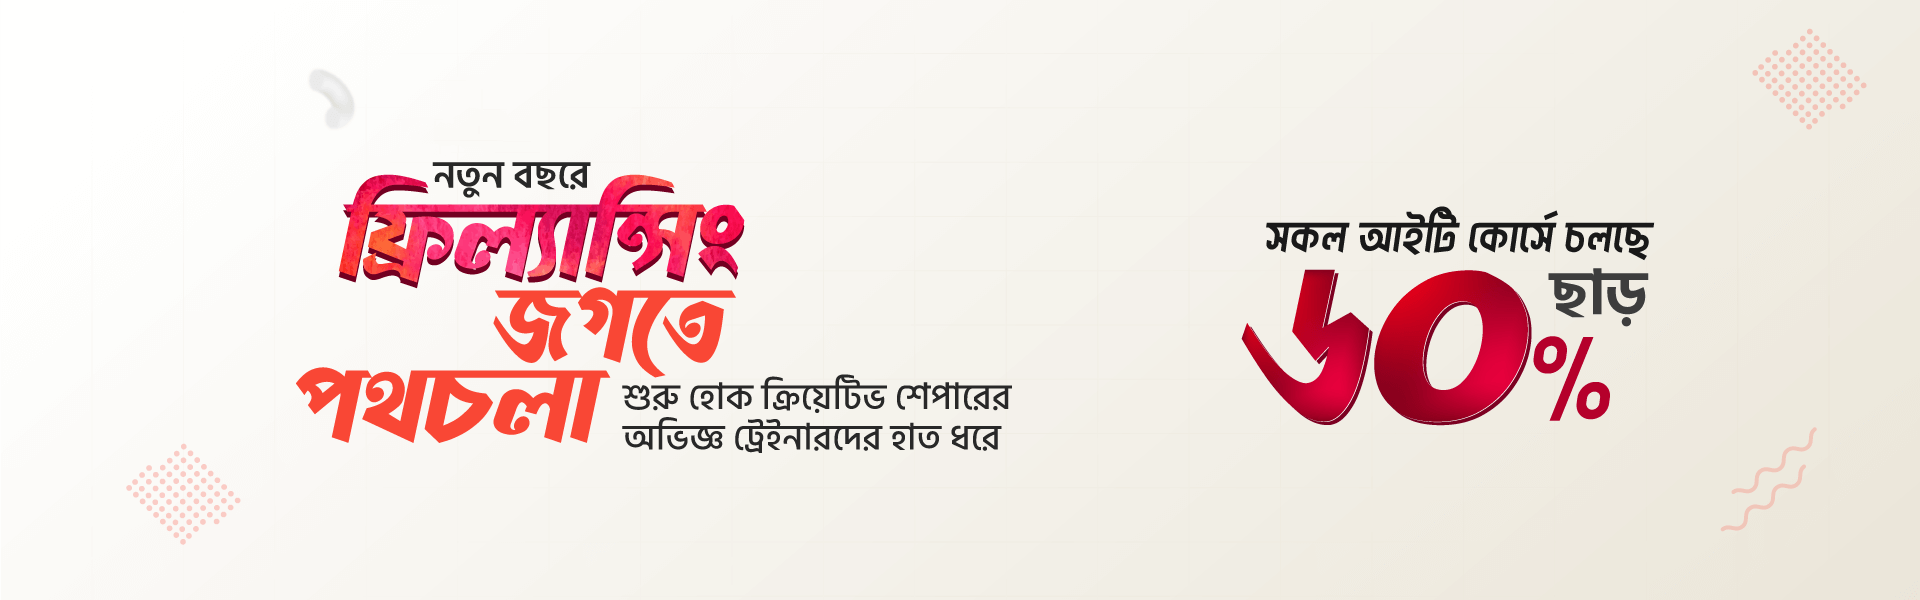 নতুন বছরে
ফ্রিল্যান্সিং
জগতে
পথচলা
শুরু হোক ক্রিয়েটিভ শেপারের
অভিজ্ঞ ট্রেইনারদের হাত ধরে
সকল আইটি কোর্সে চলছে
৬০%
ছাড়